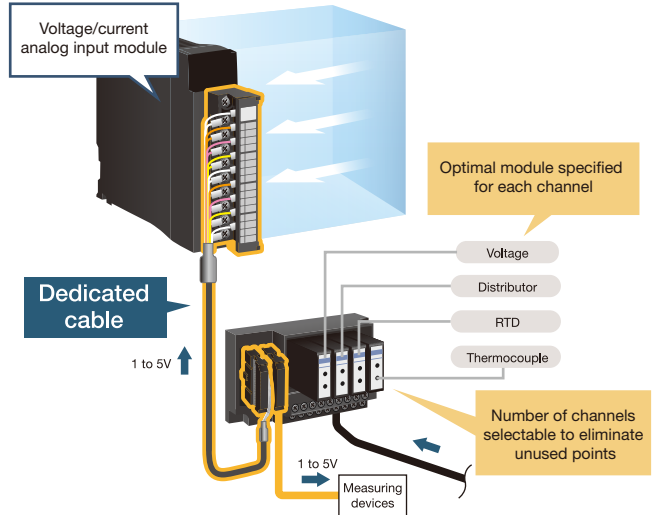 Voltage/current
analog input module
Optimal module specified
for each channel
Voltage
Distributor
RTD
Thermocouple
Dedicated
cable
1 to 5V
Number of channels
selectable to eliminate
unused points
1 to 5V
Measuring
devices